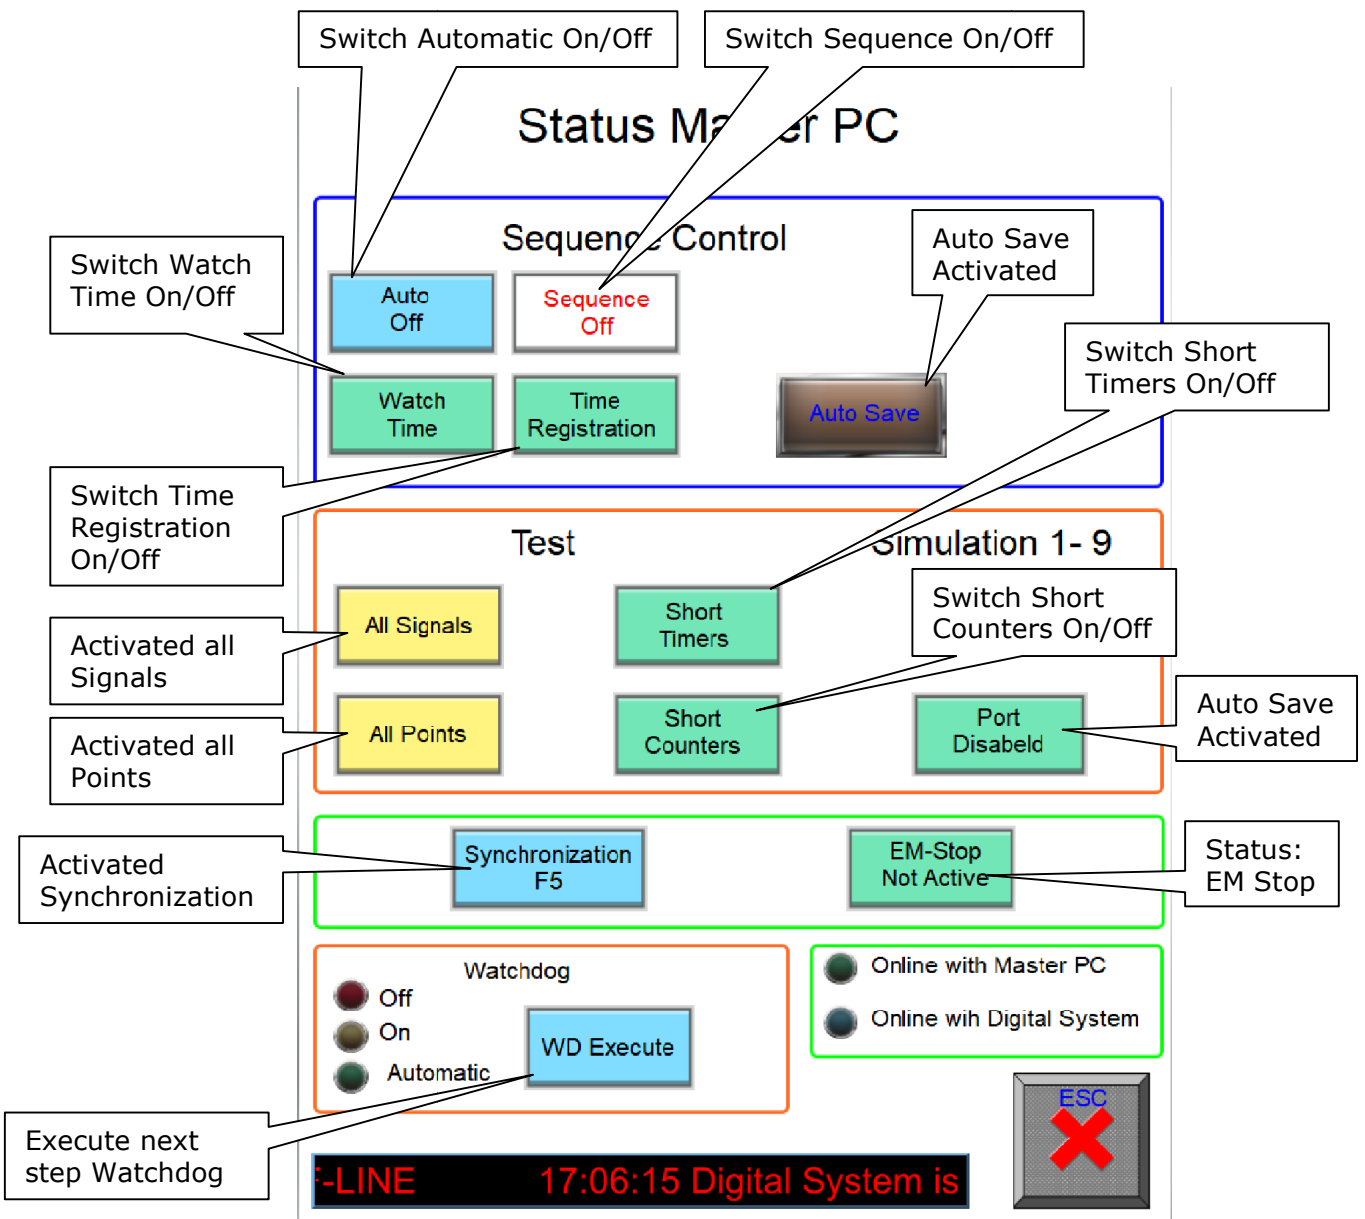 Switch Automatic On/Off
Switch Sequence On/Off
Status Ma er PC
Sequence Control
Auto Save
Activated
Switch Watch
Time On/Off
Auto
Off
Sequence
Off
Switch Short
Timers On/Off
Watch
Time
Time
Registration
Auto Save
Switch Time
Registration
On/Off
Test
Simulation 1- 9
All Signals
Short
Timers
Switch Short
Counters On/Off
Activated all
Signals
All Points
Short
Counters
Port
Disabeld
Auto Save
Activated
Activated all
Points
Synchronization
F5
EM-Stop
Not Active
Status:
EM Stop
Activated
Synchronization
Watchdog
Off
On
Automatic
WD Execute
Online with Master PC
Online wih Digital System
ESC
Execute next
step Watchdog
F-LINE 17:06:15 Digital System is